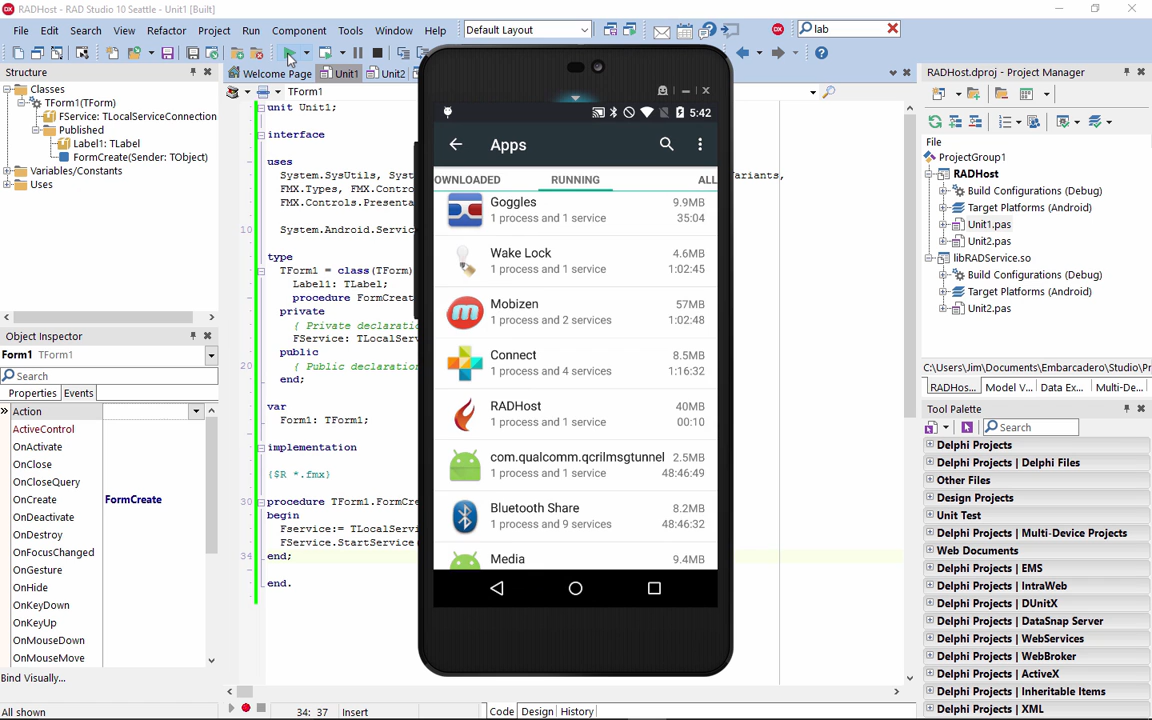 RADHost - RAD Studio 10 Seattle - Unit1 [Built]
File Edit Search View Refactor Project Run Component Tools Window Help
Default Layout
lab
Structure
Classes
TForm1(TForm)
FService: TLocalServiceConnection
Published
Label1: TLabel
FormCreate(Sender: TObject)
Variables/Constants
Uses
Object Inspector
Form1 TForm1
Search
Properties Events
Action
ActiveControl
OnActivate
OnClose
OnCloseQuery
OnCreate FormCreate
OnDeactivate
OnDestroy
OnFocusChanged
OnGesture
OnHide
OnKeyDown
OnKeyUp
OnMouseDown
OnMouseMove
Bind Visually...
All shown
Welcome Page Unit1 Unit2
TForm1
unit Unit1;
interface
uses
System.SysUtils, System
FMX.Types, FMX.Contro
FMX.Controls.Presenta
10 System.Android.Servic
type
TForm1 = class(TForm)
Label1: TLabel;
procedure FormCreat
private
{ Private declaratio
FService: TLocalServ
public
20 { Public declaration
end;
var
Form1: TForm1;
implementation
{$R *.fmx}
30 procedure TForm1.FormCre
begin
Fservice:= TLocalServi
FService.StartService(
34 end;
end.
34: 37 Insert
Code Design History
5:42
Apps
OWNLOADED RUNNING ALL
Goggles 9.9MB
1 process and 1 service 35:04
Wake Lock 4.6MB
1 process and 1 service 1:02:45
Mobizen 57MB
1 process and 2 services 1:02:48
Connect 8.5MB
1 process and 4 services 1:16:32
RADHost 40MB
1 process and 1 service 00:10
com.qualcomm.qcrilmsgtunnel 2.5MB
1 process and 1 service 48:46:49
Bluetooth Share 8.2MB
1 process and 9 services 48:46:32
Media 9.4MB
RADHost.dproj - Project Manager
File
ProjectGroup1
RADHost
Build Configurations (Debug)
Target Platforms (Android)
Unit1.pas
Unit2.pas
libRADService.so
Build Configurations (Debug)
Target Platforms (Android)
Unit2.pas
C:\Users\Jim\Documents\Embarcadero\Studio\Pr
RADHos... Model V... Data Ex... Multi-De...
Tool Palette
Search
Delphi Projects
Delphi Projects | Delphi Files
Other Files
Design Projects
Unit Test
Delphi Projects | Multi-Device Projects
Web Documents
Delphi Projects | EMS
Delphi Projects | IntraWeb
Delphi Projects | DUnitX
Delphi Projects | DataSnap Server
Delphi Projects | WebServices
Delphi Projects | WebBroker
Delphi Projects | ActiveX
Delphi Projects | Inheritable Items
Delphi Projects | XML